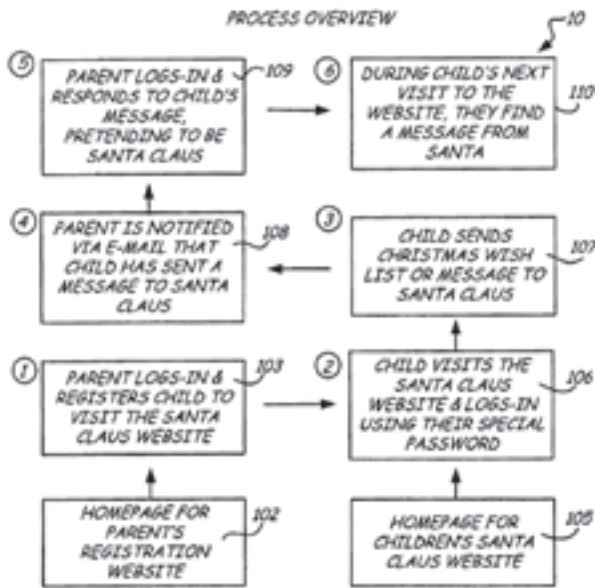 PROCESS OVERVIEW
10
5
PARENT LOGS-IN &
RESPONDS TO CHILD'S
MESSAGE,
PRETENDING TO BE
SANTA CLAUS
109
6
DURING CHILD'S NEXT
VISIT TO THE
WEBSITE, THEY FIND
A MESSAGE FROM
SANTA
110
4
PARENT IS NOTIFIED
VIA E-MAIL THAT
CHILD HAS SENT A
MESSAGE TO SANTA
CLAUS
108
3
CHILD SENDS
CHRISTMAS WISH
LIST OR MESSAGE TO
SANTA CLAUS
107
1
PARENT LOGS-IN &
REGISTERS CHILD TO
VISIT THE SANTA
CLAUS WEBSITE
103
2
CHILD VISITS THE
SANTA CLAUS
WEBSITE & LOGS-IN
USING THEIR SPECIAL
PASSWORD
106
HOMEPAGE FOR
PARENT'S
REGISTRATION
WEBSITE
102
HOMEPAGE FOR
CHILDREN'S SANTA
CLAUS WEBSITE
105